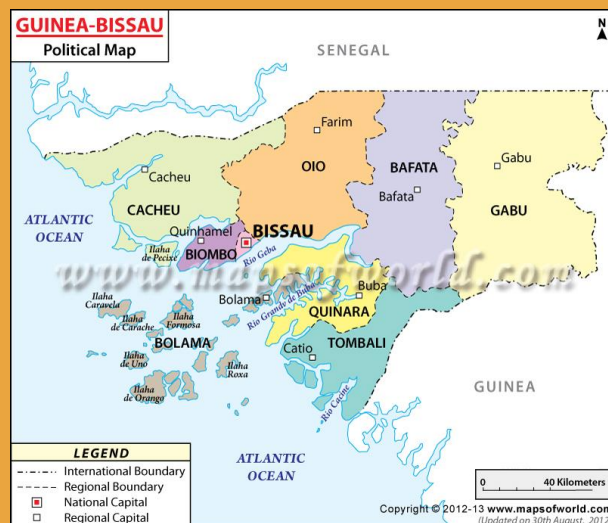 GUINEA-BISSAU
Political Map
N
SENEGAL
Farim
OIO
BAFATA
Gabu
Cacheu
Bafata
CACHEU
GABU
ATLANTIC
OCEAN
Quinhamel
BISSAU
Ilaha
de Pecixe
BIOMBO
Rio Geba
www.mapsofworld.com
Ilaha
Caravela
Bolama
Buba
Rio Grande de Buba
Ilaha
de Carache
Ilaha
Formosa
QUINARA
BOLAMA
TOMBALI
Catio
Ilaha
de Uno
Ilaha
Roxa
GUINEA
Ilaha
de Orango
Rio Cacine
ATLANTIC
OCEAN
LEGEND
International Boundary
Regional Boundary
National Capital
Regional Capital
0 40 Kilometers
Copyright © 2012-13 www.mapsofworld.com
(Updated on 30th August, 2012